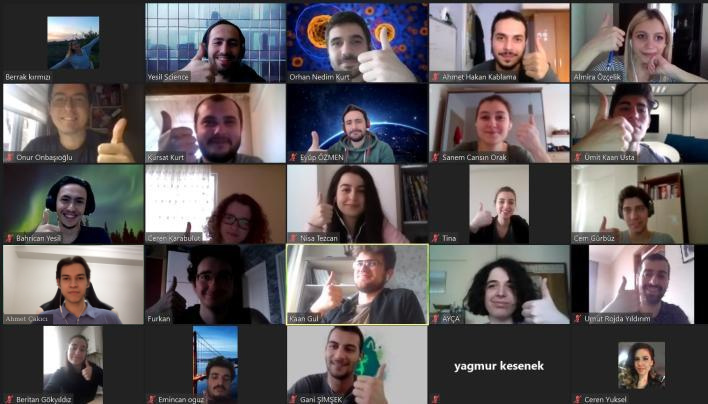 Berrak kırmızı
Yesil Science
Orhan Nedim Kurt
Ahmet Hakan Kablama
Almira Özçelik
Onur Onbaşıoğlu
Kürsat Kurt
Eyüp ÖZMEN
Sanem Cansın Orak
Ümit Kaan Usta
Bahrican Yesil
Ceren Karabulut
Nisa Tezcan
Tina
Cem Gürbüz
Ahmet Çakıcı
Furkan
Kaan Gul
AYÇA
Umut Rojda Yıldırım
Beritan Gökyıldız
Emincan oguz
Gani ŞİMŞEK
yagmur kesenek
Ceren Yuksel